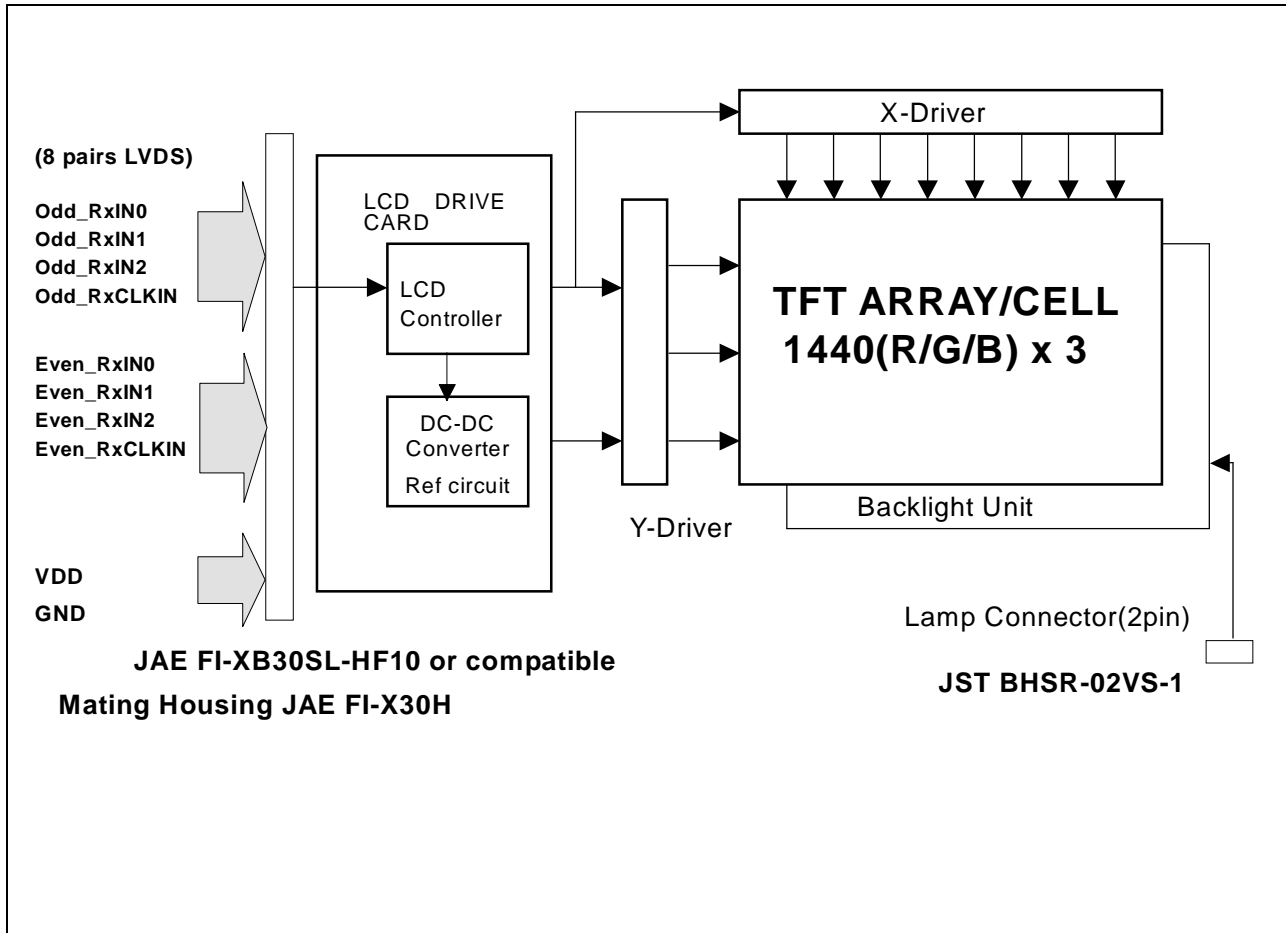 (8 pairs LVDS)
Odd_RxIN0
Odd_RxIN1
Odd_RxIN2
Odd_RxCLKIN
Even_RxIN0
Even_RxIN1
Even_RxIN2
Even_RxCLKIN
VDD
GND
LCD DRIVE
CARD
LCD
Controller
DC-DC
Converter
Ref circuit
X-Driver
Y-Driver
TFT ARRAY/CELL
1440(R/G/B) x 3
Backlight Unit
Lamp Connector(2pin)
JST BHSR-02VS-1
JAE FI-XB30SL-HF10 or compatible
Mating Housing JAE FI-X30H